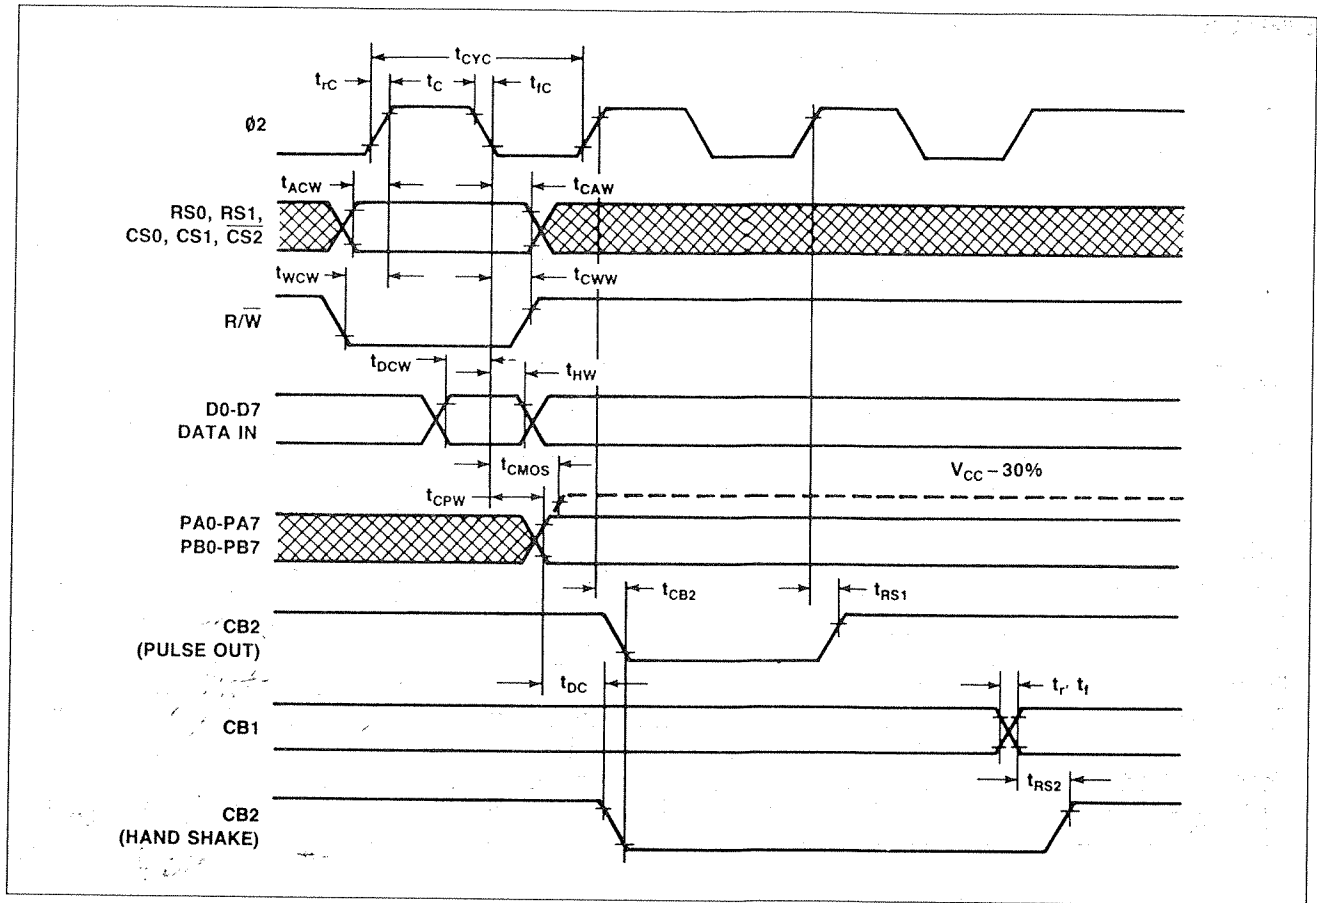 tCYC
trC tC tfC
Ø2
tACW tCAW
RS0, RS1,
CS0, CS1, C̅S̅2̅
tWCW tCWW
R/W̅
tDCW tHW
D0-D7
DATA IN
tCMOS VCC – 30%
tCPW
PA0-PA7
PB0-PB7
tCB2 tRS1
CB2
(PULSE OUT)
tDC tr, tf
CB1
tRS2
CB2
(HAND SHAKE)